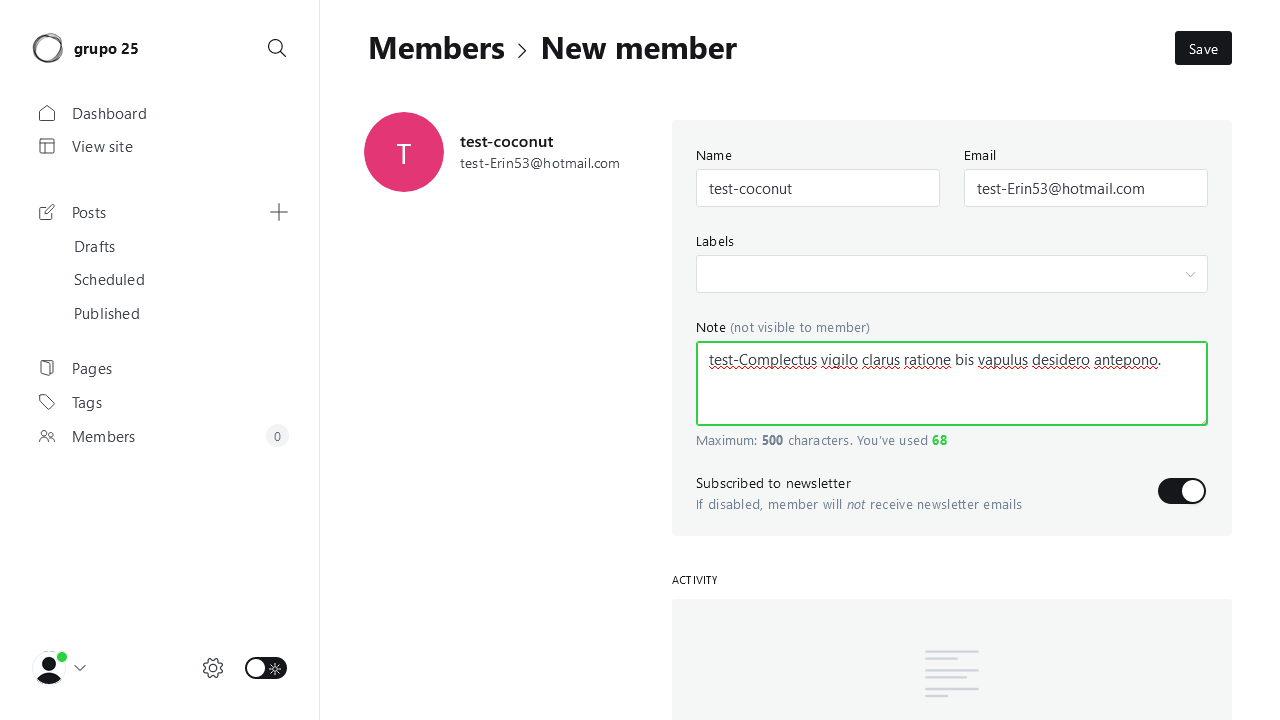 grupo 25
Dashboard
View site
Posts
Drafts
Scheduled
Published
Pages
Tags
Members
0
Members > New member
Save
T
test-coconut
test-Erin53@hotmail.com
Name
test-coconut
Email
test-Erin53@hotmail.com
Labels
Note (not visible to member)
test-Complectus vigilo clarus ratione bis vapulus desidero antepono.
Maximum: 500 characters. You've used 68
Subscribed to newsletter
If disabled, member will not receive newsletter emails
ACTIVITY